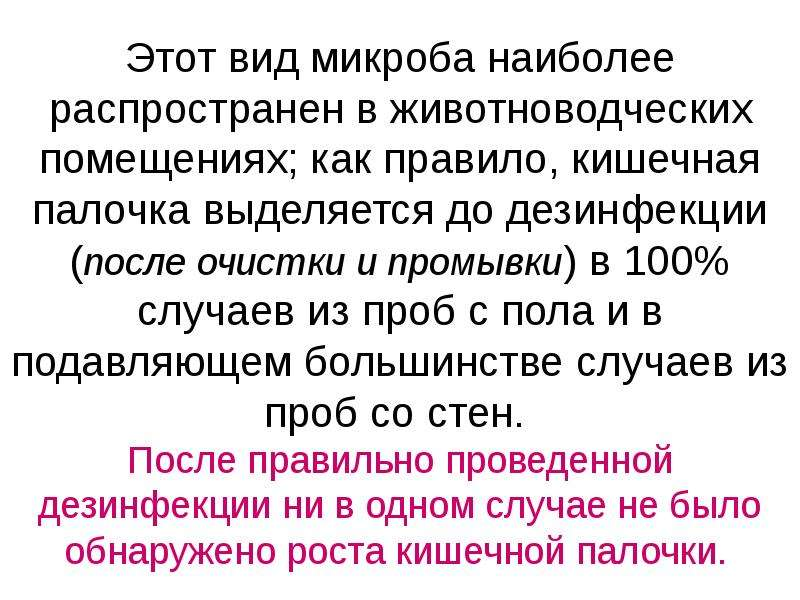 Этот вид микроба наиболее
распространен в животноводческих
помещениях; как правило, кишечная
палочка выделяется до дезинфекции
(после очистки и промывки) в 100%
случаев из проб с пола и в
подавляющем большинстве случаев из
проб со стен.
После правильно проведенной
дезинфекции ни в одном случае не было
обнаружено роста кишечной палочки.